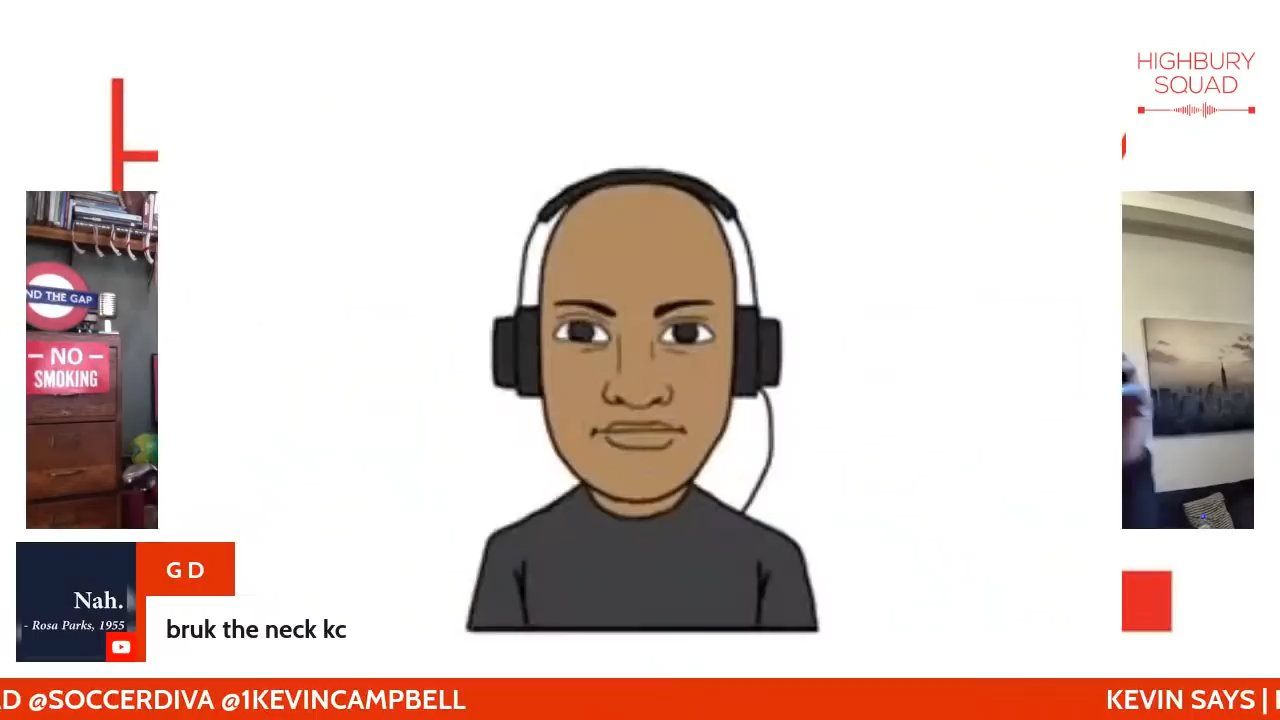 HIGHBURY
SQUAD
ND THE GAP
NO
SMOKING
G D
Nah.
- Rosa Parks, 1955
bruk the neck kc
D @SOCCERDIVA @1KEVINCAMPBELL
KEVIN SAYS |